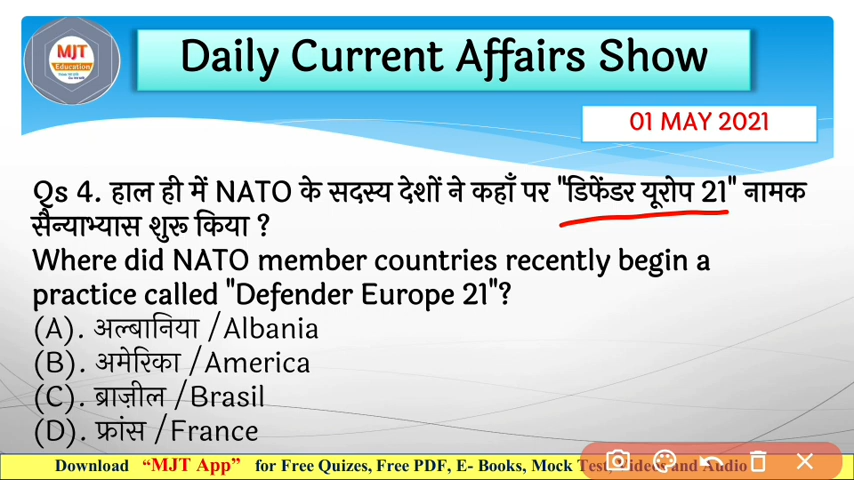 MJT
Education
Daily Current Affairs Show
01 MAY 2021
Qs 4. हाल ही में NATO के सदस्य देशों ने कहाँ पर "डिफेंडर यूरोप 21" नामक
सैन्याभ्यास शुरू किया ?
Where did NATO member countries recently begin a
practice called "Defender Europe 21"?
(A). अल्बानिया /Albania
(B). अमेरिका /America
(C). ब्राज़ील /Brasil
(D). फ्रांस /France
Download “MJT App” for Free Quizes, Free PDF, E- Books, Mock Test, Videos and Audio